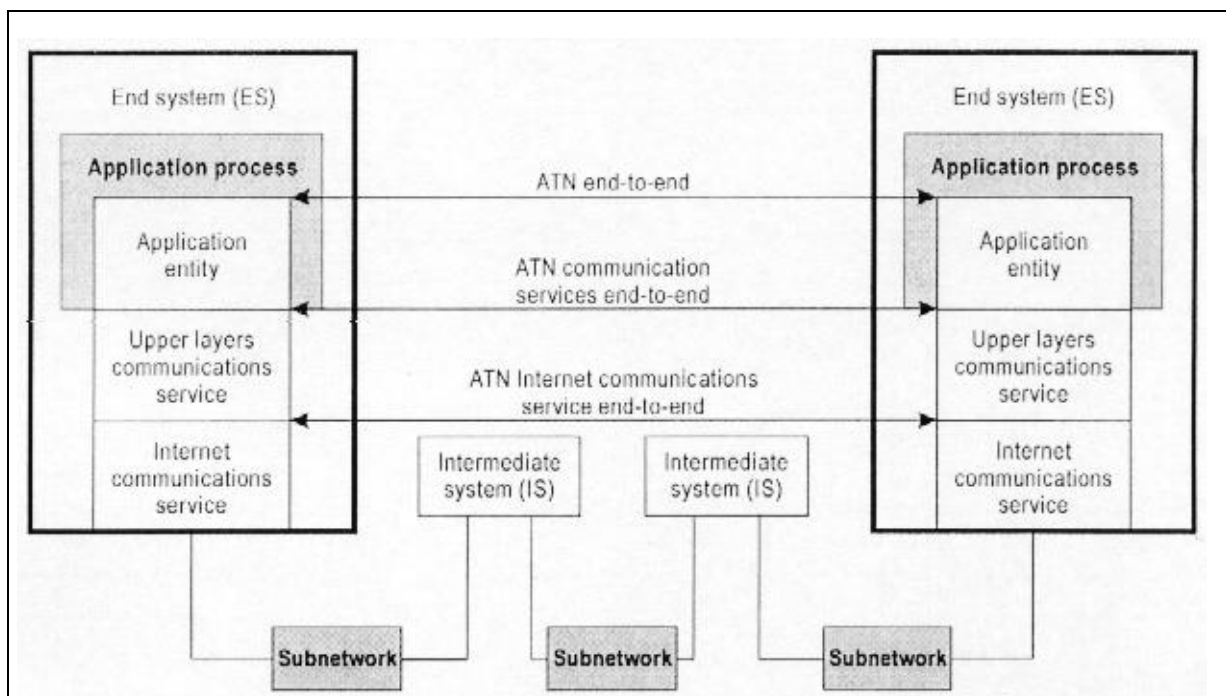 End system (ES)
End system (ES)
Application process
Application process
ATN end-to-end
Application
entity
Application
entity
ATN communication
services end-to-end
Upper layers
communications
service
Upper layers
communications
service
ATN Internet communications
service end-to-end
Internet
communications
service
Intermediate
system (IS)
Intermediate
system (IS)
Internet
communications
service
Subnetwork
Subnetwork
Subnetwork